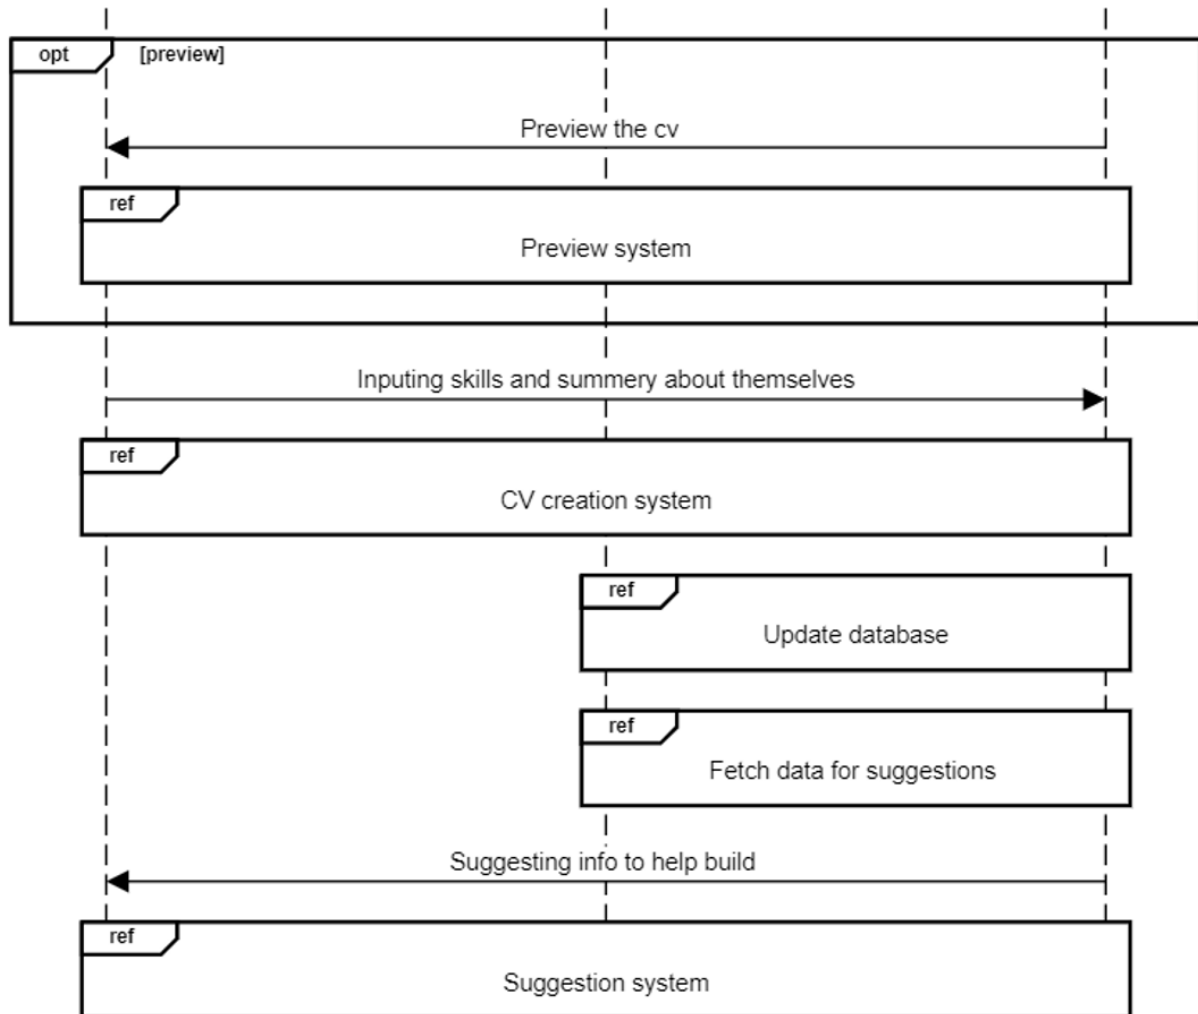 opt
[preview]
Preview the cv
ref
Preview system
Inputing skills and summery about themselves
ref
CV creation system
ref
Update database
ref
Fetch data for suggestions
Suggesting info to help build
ref
Suggestion system